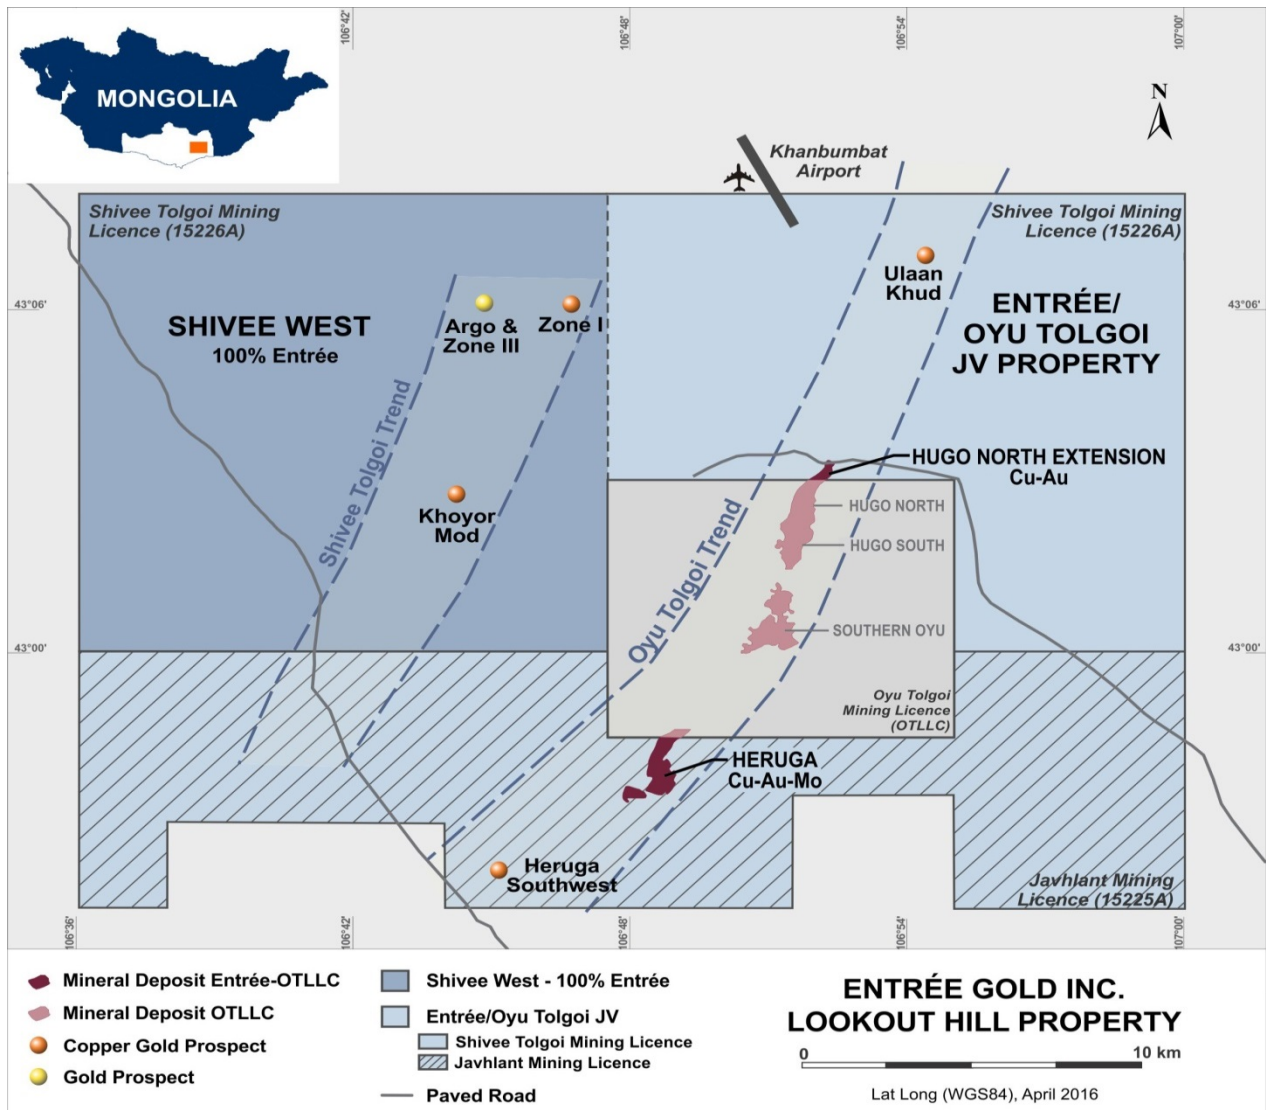 106°42'
106°48'
106°54'
107°00'
MONGOLIA
N
Khanbumbat
Airport
Shivee Tolgoi Mining
Licence (15226A)
Shivee Tolgoi Mining
Licence (15226A)
Ulaan
Khud
43°06'
43°06'
SHIVEE WEST
100% Entrée
Argo &
Zone III
Zone I
ENTRÉE/
OYU TOLGOI
JV PROPERTY
Shivee Tolgoi Trend
HUGO NORTH EXTENSION
Cu-Au
Khoyor
Mod
HUGO NORTH
HUGO SOUTH
Oyu Tolgoi Trend
SOUTHERN OYU
43°00'
43°00'
Oyu Tolgoi
Mining Licence
(OTLLC)
HERUGA
Cu-Au-Mo
Heruga
Southwest
Javhlant Mining
Licence (15225A)
106°36'
106°42'
106°48'
106°54'
107°00'
Mineral Deposit Entrée-OTLLC
Mineral Deposit OTLLC
Copper Gold Prospect
Gold Prospect
Shivee West - 100% Entrée
Entrée/Oyu Tolgoi JV
Shivee Tolgoi Mining Licence
Javhlant Mining Licence
Paved Road
ENTRÉE GOLD INC.
LOOKOUT HILL PROPERTY
0 10 km
Lat Long (WGS84), April 2016